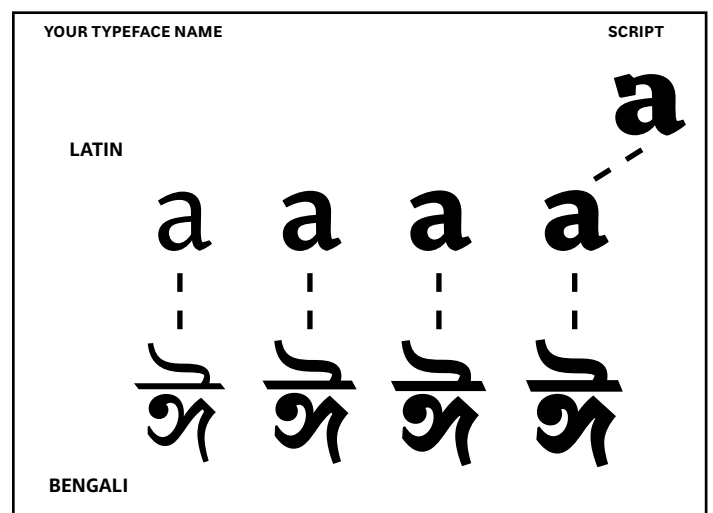 YOUR TYPEFACE NAME SCRIPT
a
LATIN
a a a a
ঈ ঈ ঈ ঈ
BENGALI